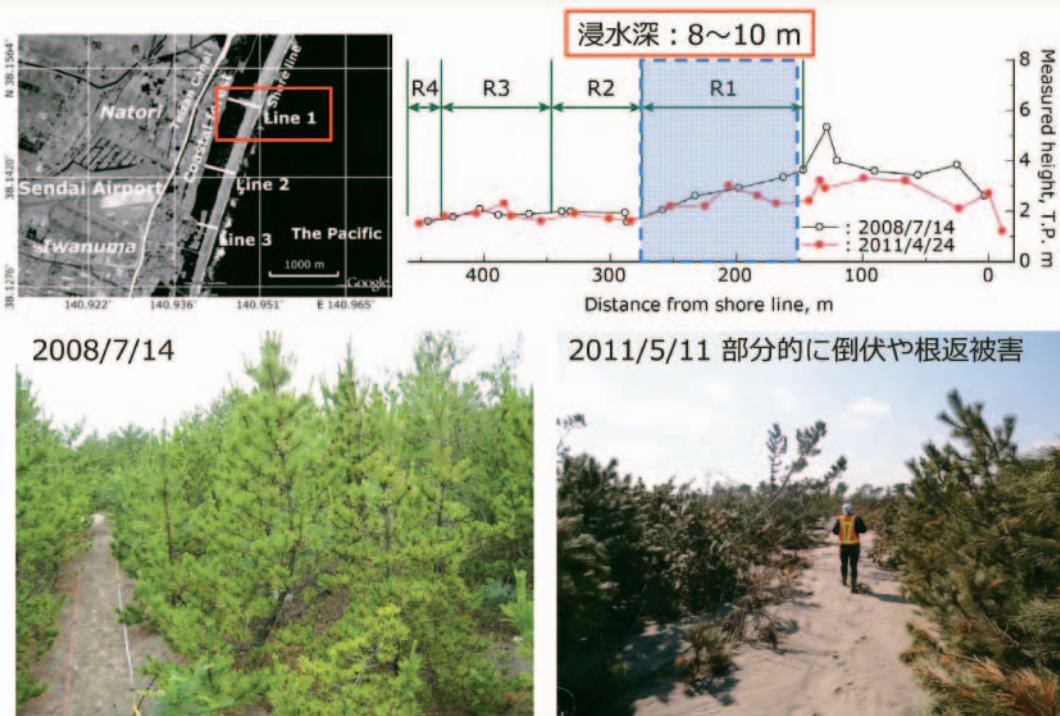 浸水深：8～10 m
N 38.1564°
38.1420°
38.1276°
Natori
Teizan Canal
Coastal forest
Shore line
Line 1
Sendai Airport
Line 2
Iwanuma
Line 3
The Pacific
1000 m
Google
140.922°
140.936°
140.951°
E 140.965°
R4
R3
R2
R1
8
6
4
2
0
Measured height, T.P. m
: 2008/7/14
: 2011/4/24
400
300
200
100
0
Distance from shore line, m
2008/7/14
2011/5/11 部分的に倒伏や根返被害